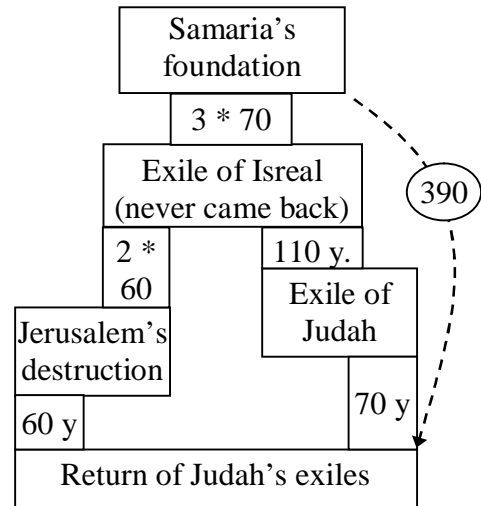 Samaria's
foundation
3 * 70
Exile of Isreal
(never came back)
390
2 *
60
110 y.
Exile of
Judah
Jerusalem's
destruction
60 y
70 y
Return of Judah's exiles